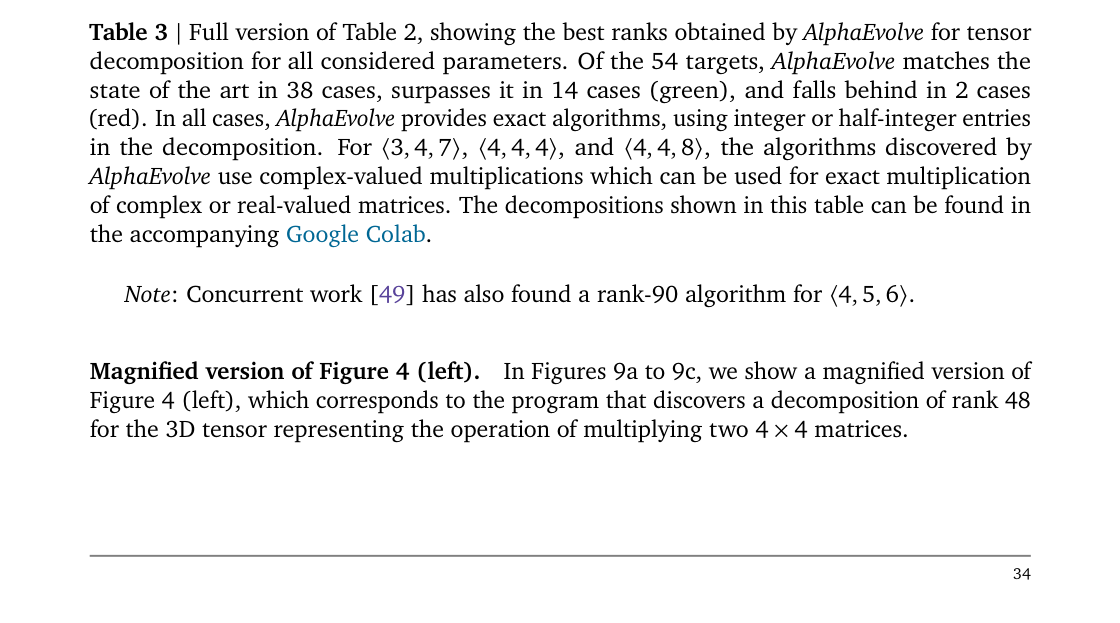 Table 3 | Full version of Table 2, showing the best ranks obtained by AlphaEvolve for tensor
decomposition for all considered parameters. Of the 54 targets, AlphaEvolve matches the
state of the art in 38 cases, surpasses it in 14 cases (green), and falls behind in 2 cases
(red). In all cases, AlphaEvolve provides exact algorithms, using integer or half-integer entries
in the decomposition. For ⟨3, 4, 7⟩, ⟨4, 4, 4⟩, and ⟨4, 4, 8⟩, the algorithms discovered by
AlphaEvolve use complex-valued multiplications which can be used for exact multiplication
of complex or real-valued matrices. The decompositions shown in this table can be found in
the accompanying Google Colab.
Note: Concurrent work [49] has also found a rank-90 algorithm for ⟨4, 5, 6⟩.
Magnified version of Figure 4 (left). In Figures 9a to 9c, we show a magnified version of
Figure 4 (left), which corresponds to the program that discovers a decomposition of rank 48
for the 3D tensor representing the operation of multiplying two 4 × 4 matrices.
34